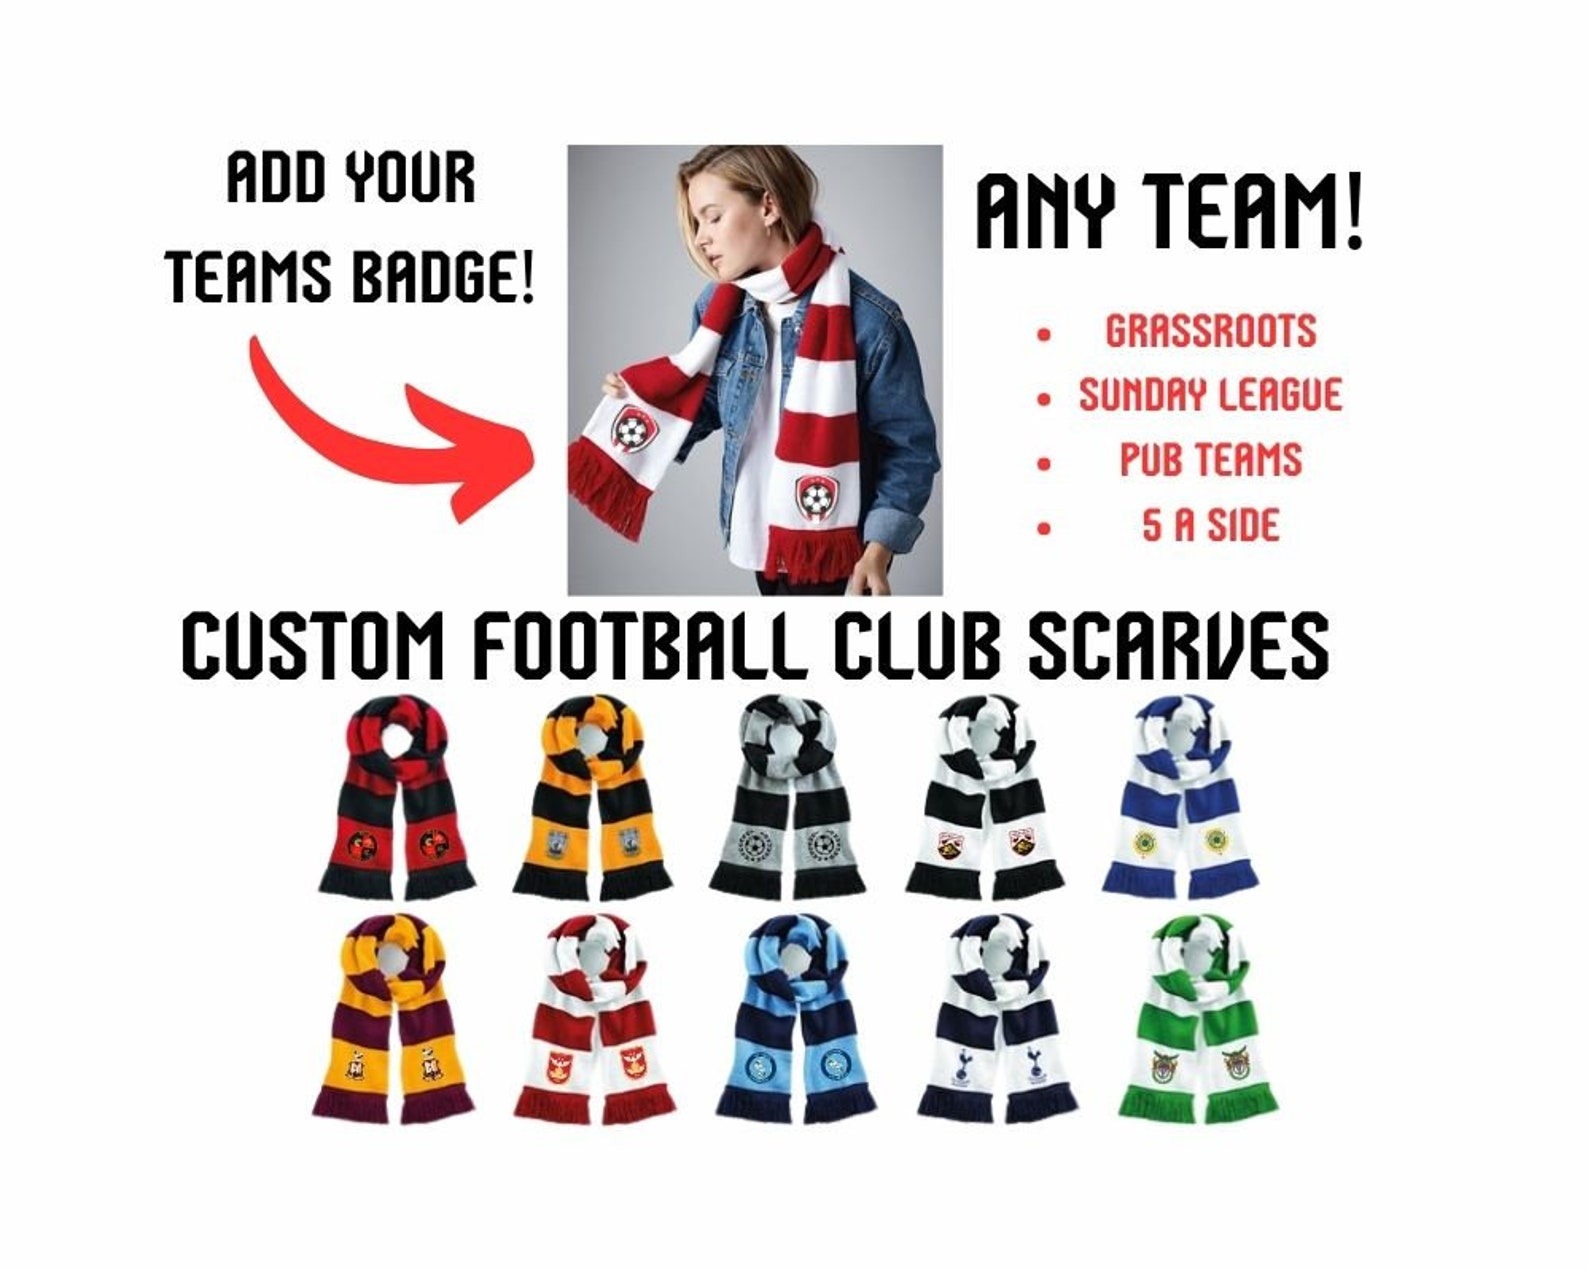 ADD YOUR
TEAMS BADGE!
ANY TEAM!
• GRASSROOTS
• SUNDAY LEAGUE
• PUB TEAMS
• 5 A SIDE
CUSTOM FOOTBALL CLUB SCARVES